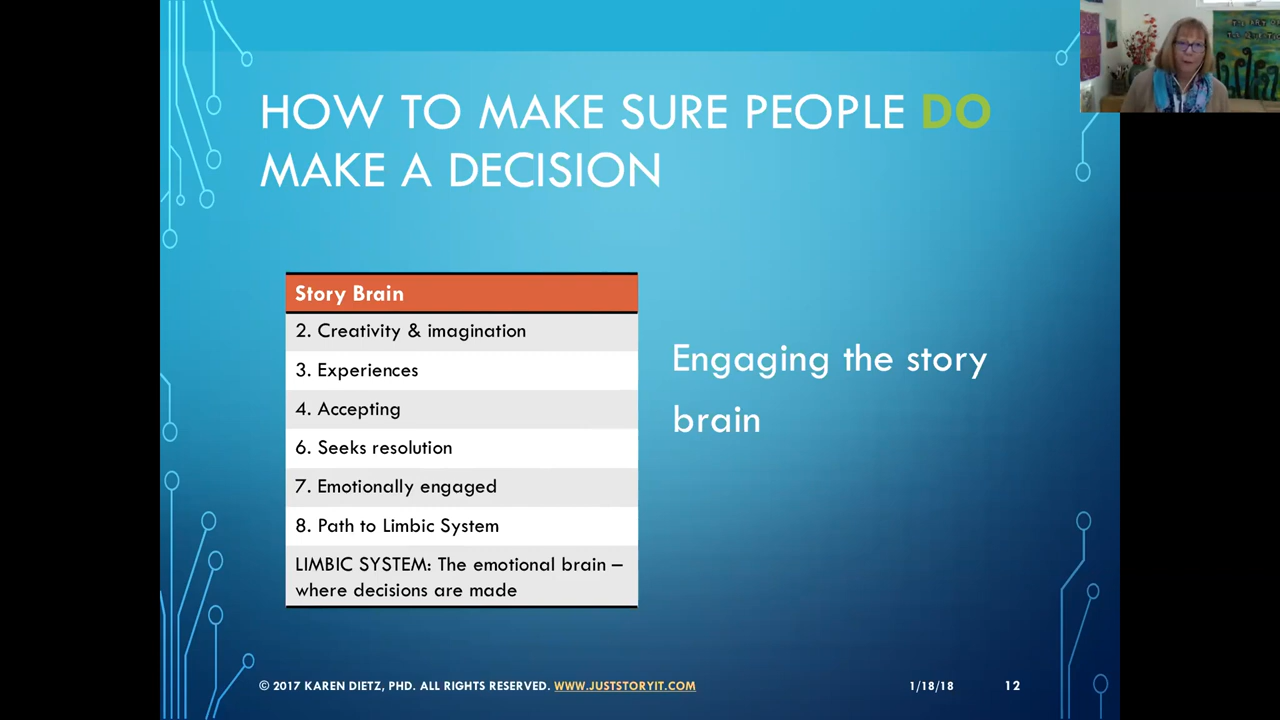 HOW TO MAKE SURE PEOPLE DO
MAKE A DECISION
Story Brain
2. Creativity & imagination
3. Experiences
4. Accepting
6. Seeks resolution
7. Emotionally engaged
8. Path to Limbic System
LIMBIC SYSTEM: The emotional brain –
where decisions are made
Engaging the story
brain
© 2017 KAREN DIETZ, PHD. ALL RIGHTS RESERVED. WWW.JUSTSTORYIT.COM
1/18/18
12